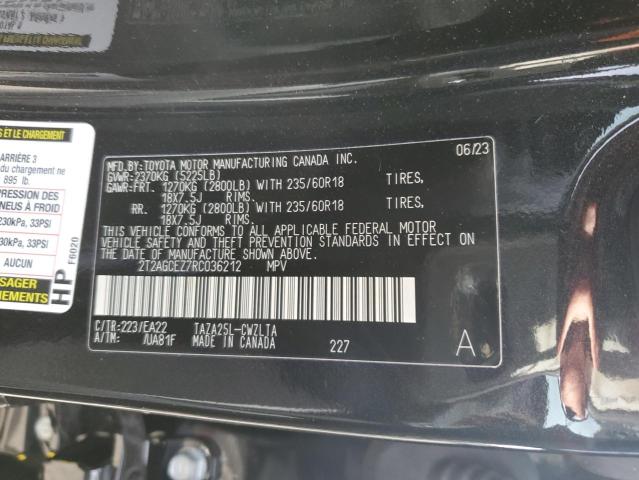 S ET LE CHARGEMENT
ARRIÈRE 3
du chargement ne
895 lb.
PRESSION DES
NEUS À FROID
230kPa, 33PSI
230kPa, 33PSI
AUCUN
SAGER
NEMENTS
HP F6020
MFD.BY:TOYOTA MOTOR MANUFACTURING CANADA INC. 06/23
GVWR:2370KG (5225LB)
GAWR:FRT. 1270KG (2800LB) WITH 235/60R18 TIRES,
18X7.5J RIMS.
RR. 1270KG (2800LB) WITH 235/60R18 TIRES,
18X7.5J RIMS.
THIS VEHICLE CONFORMS TO ALL APPLICABLE FEDERAL MOTOR
VEHICLE SAFETY AND THEFT PREVENTION STANDARDS IN EFFECT ON
THE DATE OF MANUFACTURE SHOWN ABOVE.
2T2AGCEZ7RC036212 MPV
C/TR:223/EA22 TAZA25L-CWZLTA
A/TM: /UA81F MADE IN CANADA 227 A